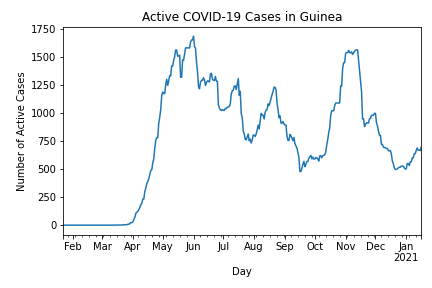 Active COVID-19 Cases in Guinea
1750
1500
1250
1000
750
500
250
0
Number of Active Cases
Feb Mar Apr May Jun Jul Aug Sep Oct Nov Dec Jan
2021
Day